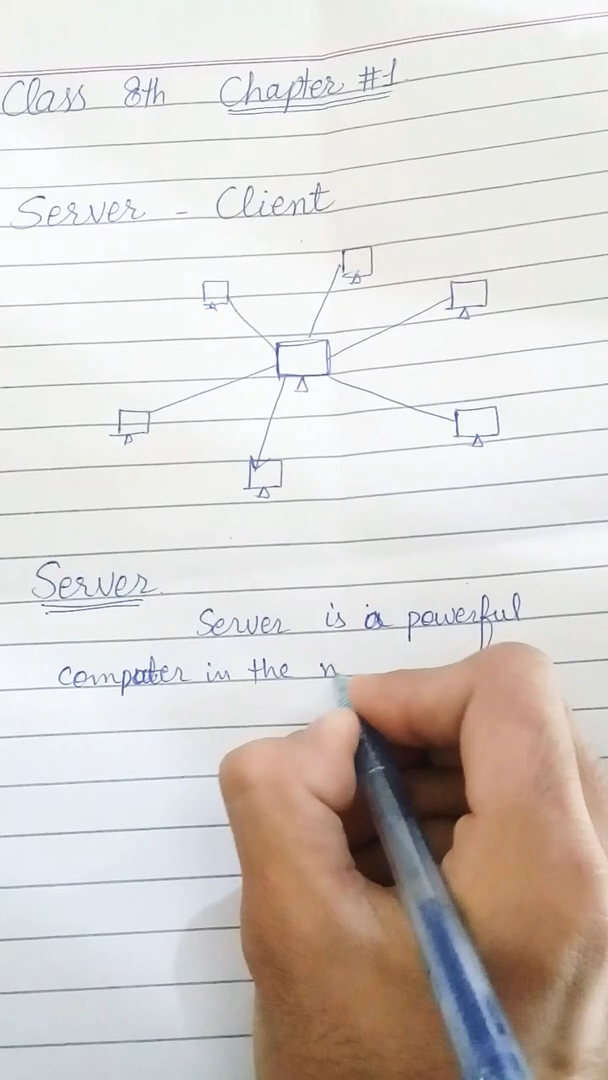 Class 8th Chapter #1
Server - Client
Server
Server is a powerful
computer in the n